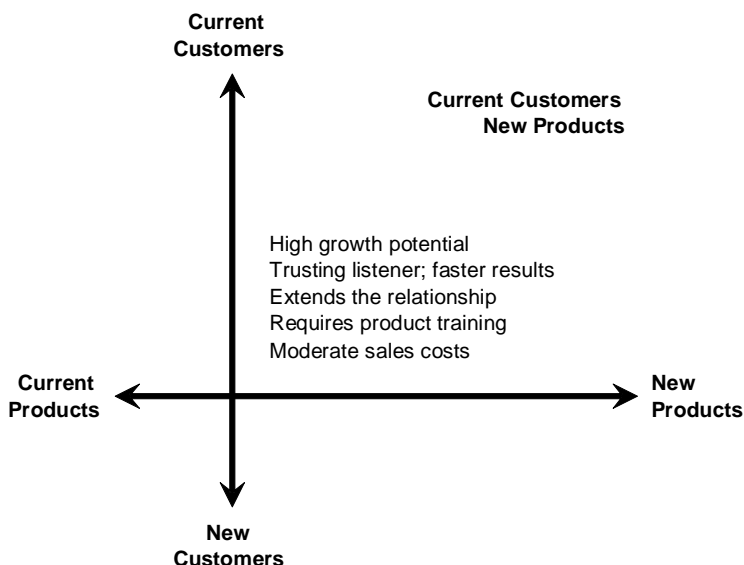 Current
Customers
Current Customers
New Products
High growth potential
Trusting listener; faster results
Extends the relationship
Requires product training
Moderate sales costs
Current
Products
New
Products
New
Customers